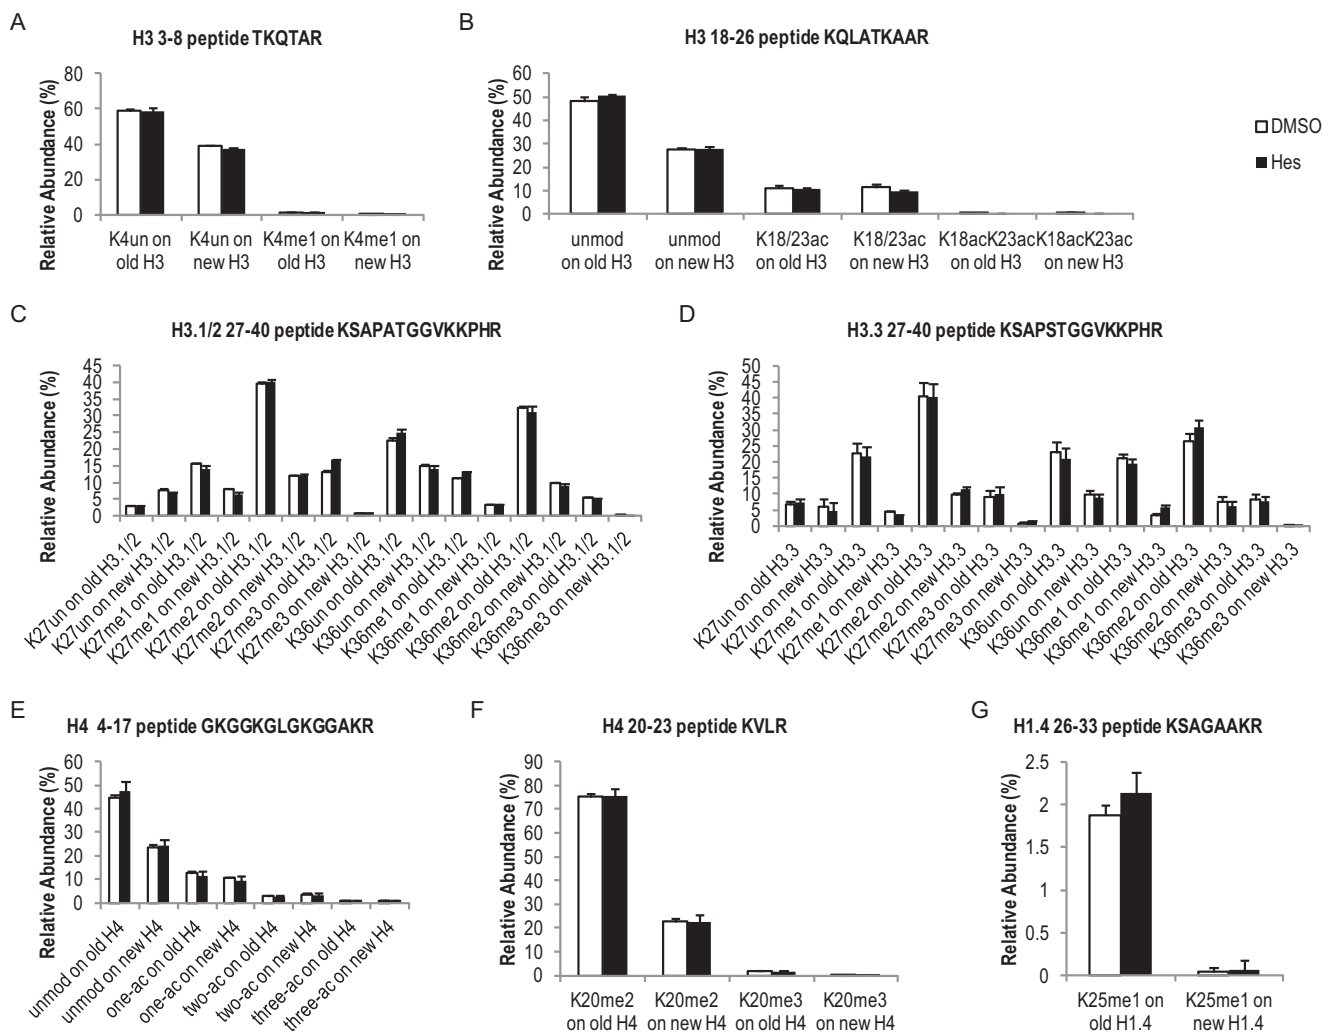 A
H3 3-8 peptide TKQTAR
Relative Abundance (%)
80
60
40
20
0
K4un on old H3
K4un on new H3
K4me1 on old H3
K4me1 on new H3
B
H3 18-26 peptide KQLATKAAR
Relative Abundance (%)
60
50
40
30
20
10
0
unmod on old H3
unmod on new H3
K18/23ac on old H3
K18/23ac on new H3
K18acK23ac on old H3
K18acK23ac on new H3
DMSO
Hes
C
H3.1/2 27-40 peptide KSAPATGGVKKPHR
Relative Abundance (%)
45
40
35
30
25
20
15
10
5
0
K27un on old H3.1/2
K27un on new H3.1/2
K27me1 on old H3.1/2
K27me1 on new H3.1/2
K27me2 on old H3.1/2
K27me2 on new H3.1/2
K27me3 on old H3.1/2
K27me3 on new H3.1/2
K36un on old H3.1/2
K36un on new H3.1/2
K36me1 on old H3.1/2
K36me1 on new H3.1/2
K36me2 on old H3.1/2
K36me2 on new H3.1/2
K36me3 on old H3.1/2
K36me3 on new H3.1/2
D
H3.3 27-40 peptide KSAPSTGGVKKPHR
Relative Abundance (%)
50
45
40
35
30
25
20
15
10
5
0
K27un on old H3.3
K27un on new H3.3
K27me1 on old H3.3
K27me1 on new H3.3
K27me2 on old H3.3
K27me2 on new H3.3
K27me3 on old H3.3
K27me3 on new H3.3
K36un on old H3.3
K36un on new H3.3
K36me1 on old H3.3
K36me1 on new H3.3
K36me2 on old H3.3
K36me2 on new H3.3
K36me3 on old H3.3
K36me3 on new H3.3
E
H4 4-17 peptide GKGGKGLGKGGAKR
Relative Abundance (%)
60
50
40
30
20
10
0
unmod on old H4
unmod on new H4
one-ac on old H4
one-ac on new H4
two-ac on old H4
two-ac on new H4
three-ac on old H4
three-ac on new H4
F
H4 20-23 peptide KVLR
Relative Abundance (%)
90
80
70
60
50
40
30
20
10
0
K20me2 on old H4
K20me2 on new H4
K20me3 on old H4
K20me3 on new H4
G
H1.4 26-33 peptide KSAGAAKR
Relative Abundance (%)
2.5
2
1.5
1
0.5
0
K25me1 on old H1.4
K25me1 on new H1.4